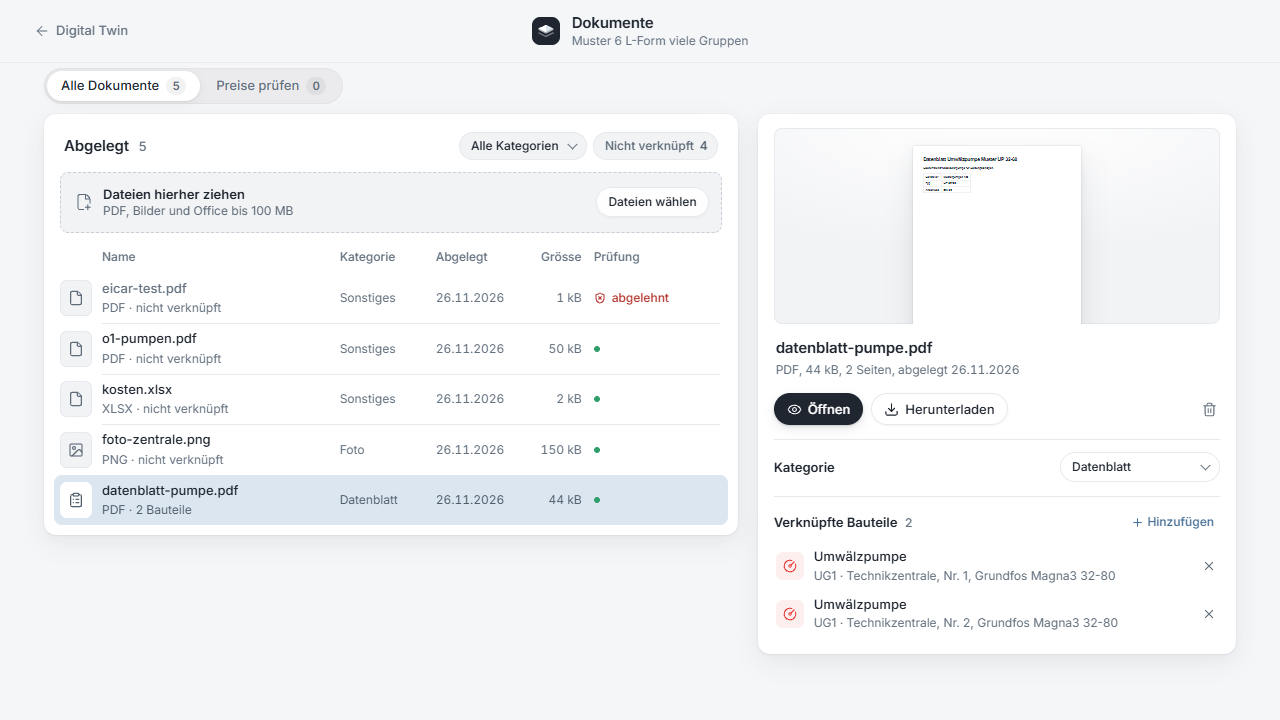 Digital Twin
Dokumente
Muster 6 L-Form viele Gruppen
Alle Dokumente 5
Preise prüfen 0
Abgelegt 5
Alle Kategorien
Nicht verknüpft 4
Dateien hierher ziehen.
PDF, Bilder und Office bis 100 MB
Dateien wählen
Name Kategorie Abgelegt Grösse Prüfung
eicar-test.pdf
PDF · nicht verknüpft
Sonstiges 26.11.2026 1 kB abgelehnt
o1-pumpen.pdf
PDF · nicht verknüpft
Sonstiges 26.11.2026 50 kB
kosten.xlsx
XLSX · nicht verknüpft
Sonstiges 26.11.2026 2 kB
foto-zentrale.png
PNG · nicht verknüpft
Foto 26.11.2026 150 kB
datenblatt-pumpe.pdf
PDF · 2 Bauteile
Datenblatt 26.11.2026 44 kB
Datenblatt Umwälzpumpe Muster UP 32-60
datenblatt-pumpe.pdf
PDF, 44 kB, 2 Seiten, abgelegt 26.11.2026
Öffnen
Herunterladen
Kategorie
Datenblatt
Verknüpfte Bauteile 2
Hinzufügen
Umwälzpumpe
UG1 · Technikzentrale, Nr. 1, Grundfos Magna3 32-80
Umwälzpumpe
UG1 · Technikzentrale, Nr. 2, Grundfos Magna3 32-80